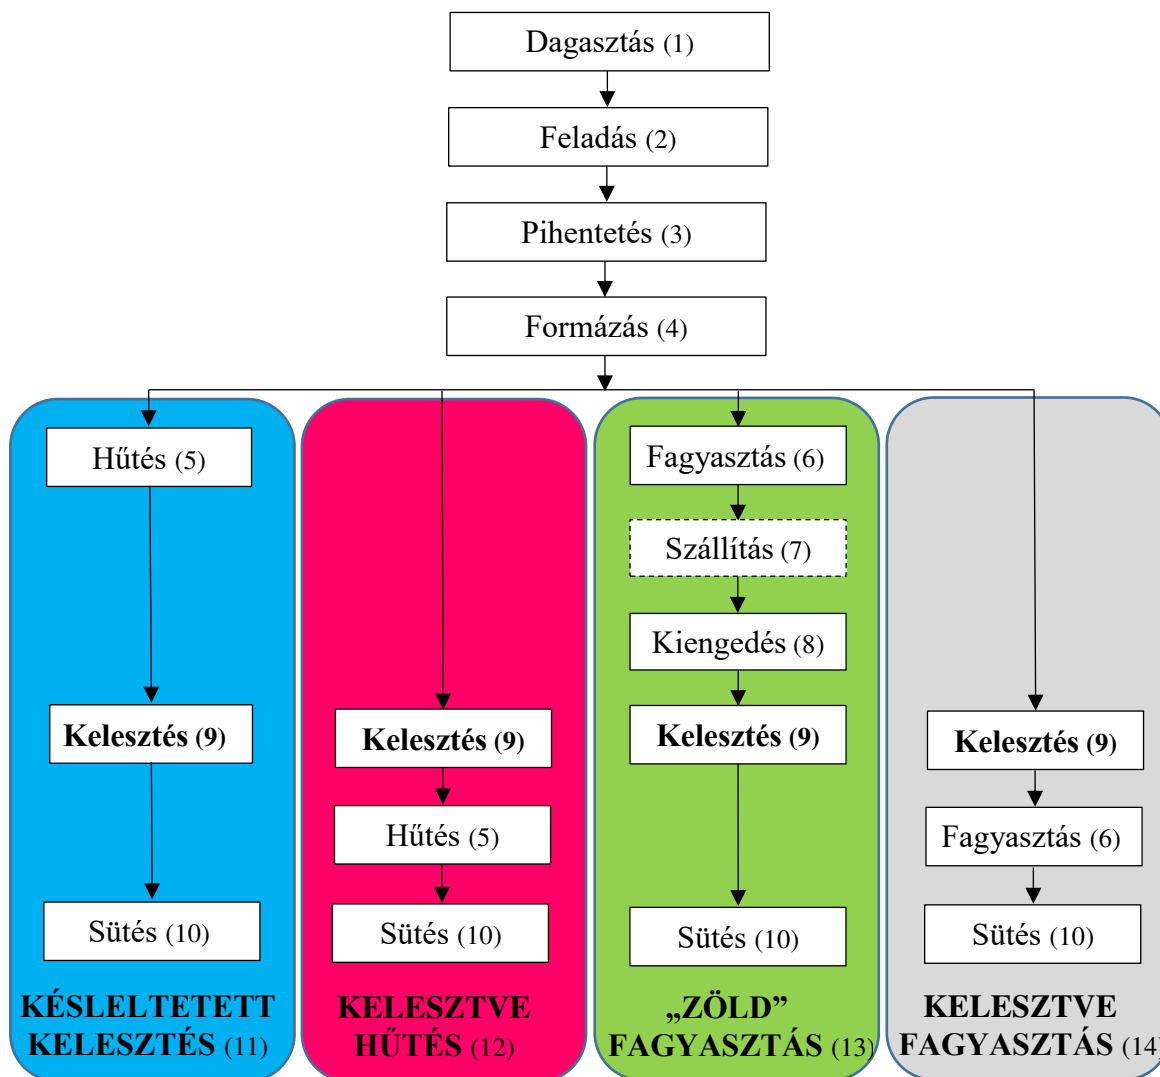 Dagasztás (1)
Feladás (2)
Pihentetés (3)
Formázás (4)
Hűtés (5)
Kelesztés (9)
Sütés (10)
KÉSLELTETETT
KELESZTÉS (11)
Kelesztés (9)
Hűtés (5)
Sütés (10)
KELESZTVE
HŰTÉS (12)
Fagyasztás (6)
Szállítás (7)
Kiengedés (8)
Kelesztés (9)
Sütés (10)
„ZÖLD”
FAGYASZTÁS (13)
Kelesztés (9)
Fagyasztás (6)
Sütés (10)
KELESZTVE
FAGYASZTÁS (14)